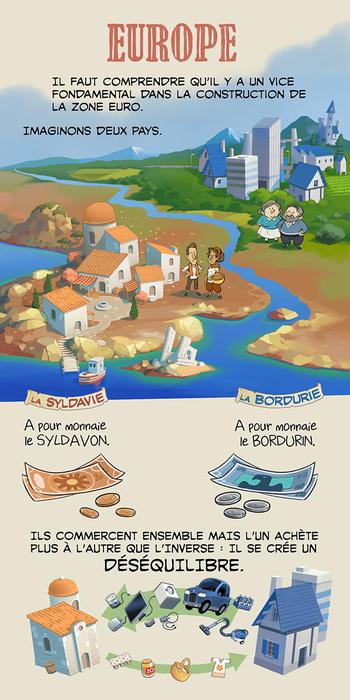 EUROPE
IL FAUT COMPRENDRE QU'IL Y A UN VICE
FONDAMENTAL DANS LA CONSTRUCTION DE
LA ZONE EURO.
IMAGINONS DEUX PAYS.
LA SYLDAVIE
A pour monnaie
le SYLDAVON.
LA BORDURIE
A pour monnaie
le BORDURIN.
ILS COMMERCENT ENSEMBLE MAIS L'UN ACHÈTE
PLUS À L'AUTRE QUE L'INVERSE : IL SE CRÉE UN
DÉSÉQUILIBRE.